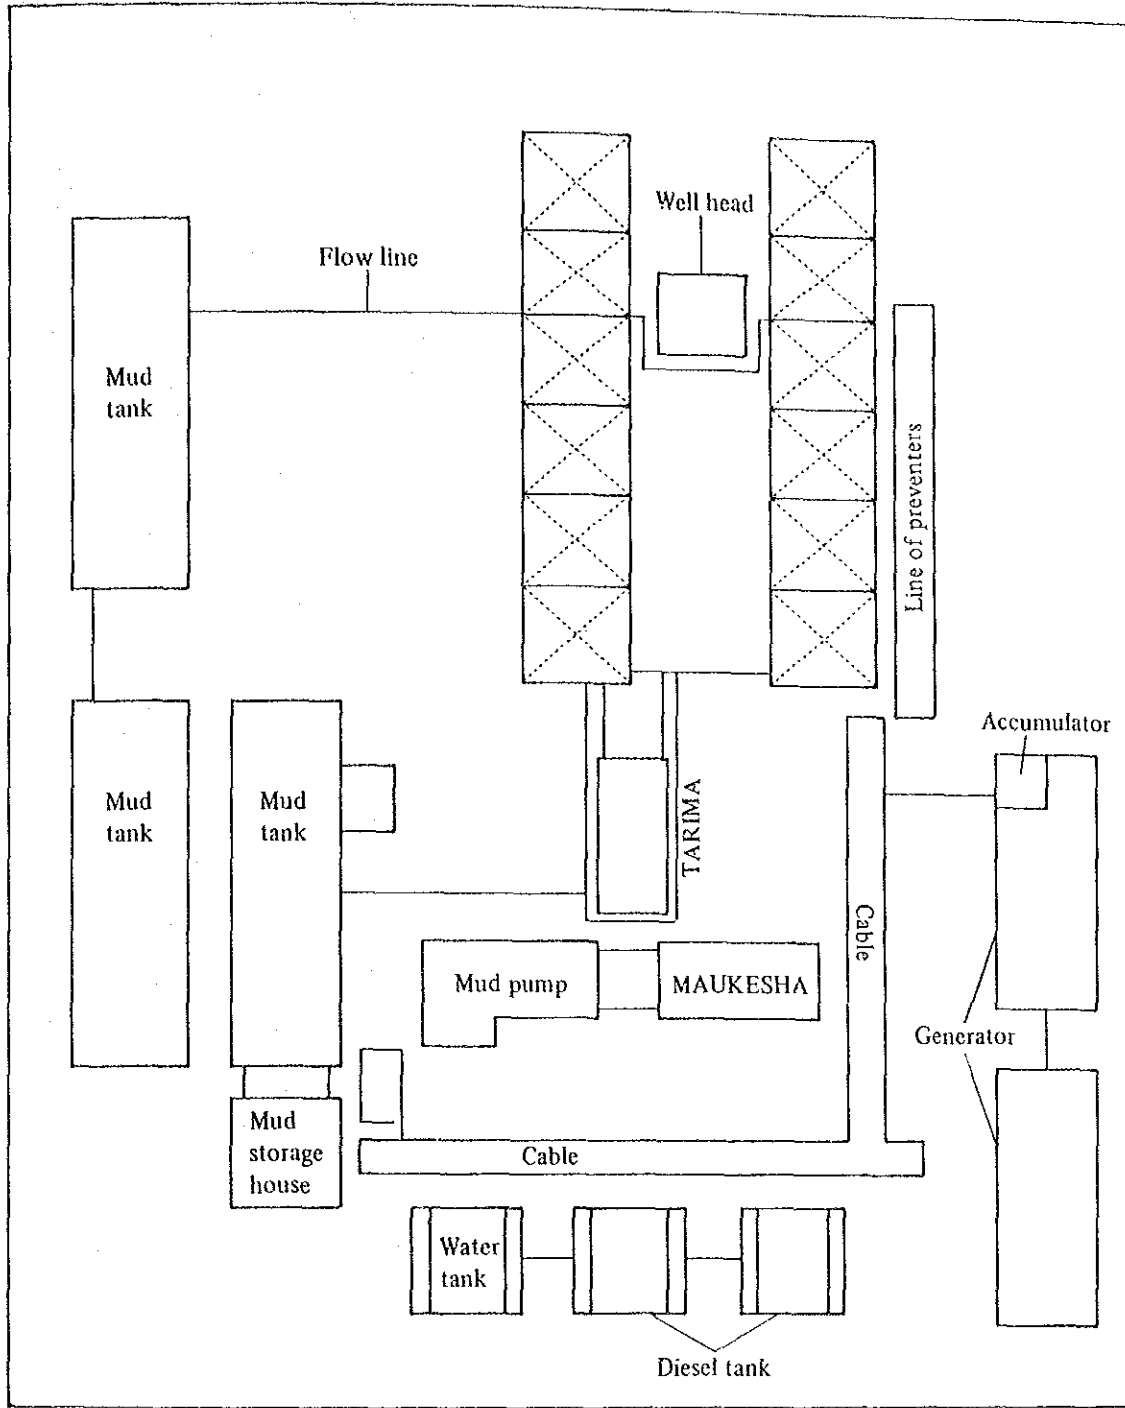 Well head
Flow line
Mud
tank
Line of preventers
Accumulator
Mud
tank
Mud
tank
TARIMA
Cable
Mud pump
MAUKESHA
Generator
Mud
storage
house
Cable
Water
tank
Diesel tank